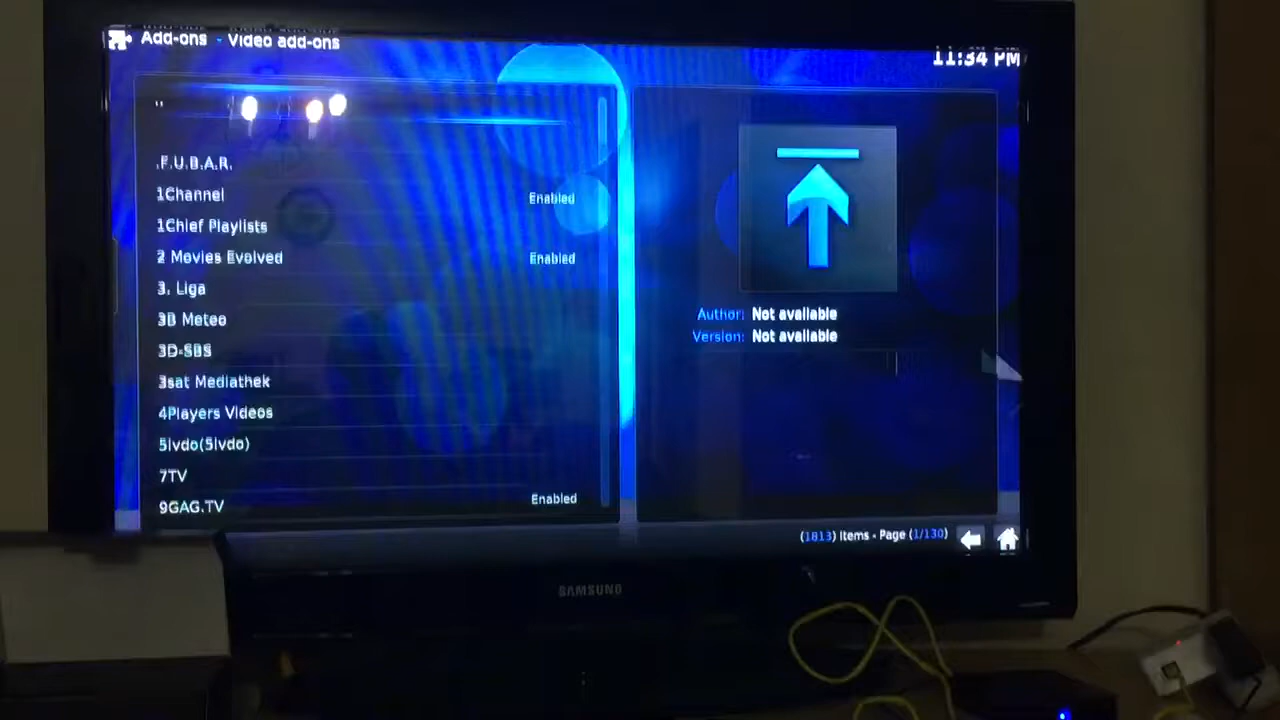 Add-ons - Video add-ons
11:34 PM
..
.F.U.B.A.R.
1Channel Enabled
1Chief Playlists
2 Movies Evolved Enabled
3. Liga
3B Meteo
3D-SBS
3sat Mediathek
4Players Videos
5ivdo(5ivdo)
7TV
9GAG.TV Enabled
Author: Not available
Version: Not available
(1813) Items - Page (1/130)
SAMSUNG